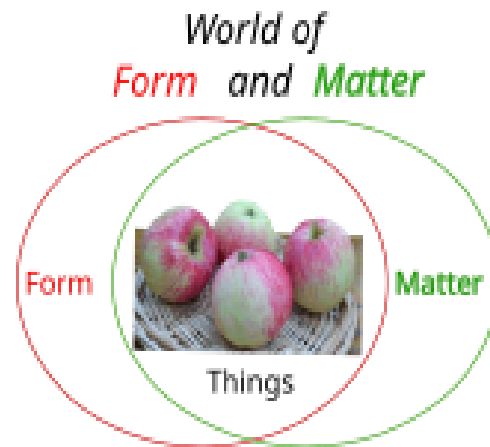 World of
Form and Matter
Form
Matter
Things